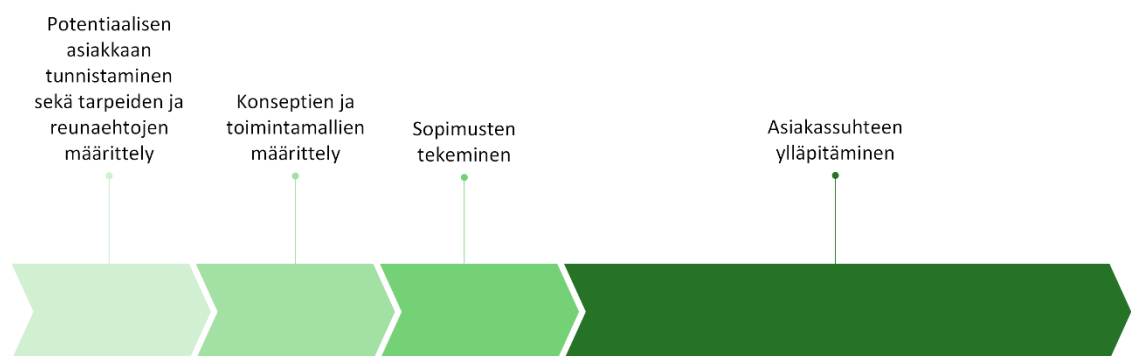 Potentiaalisen
asiakkaan
tunnistaminen
sekä tarpeiden ja
reunaehtojen
määrittely
Konseptien ja
toimintamallien
määrittely
Sopimusten
tekeminen
Asiakassuhteen
ylläpitäminen